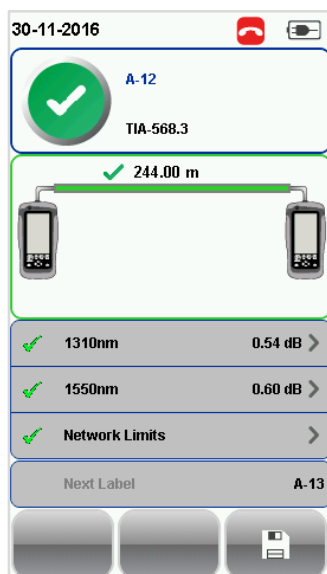 30-11-2016
A-12
TIA-568.3
244.00 m
1310nm 0.54 dB
1550nm 0.60 dB
Network Limits
Next Label A-13